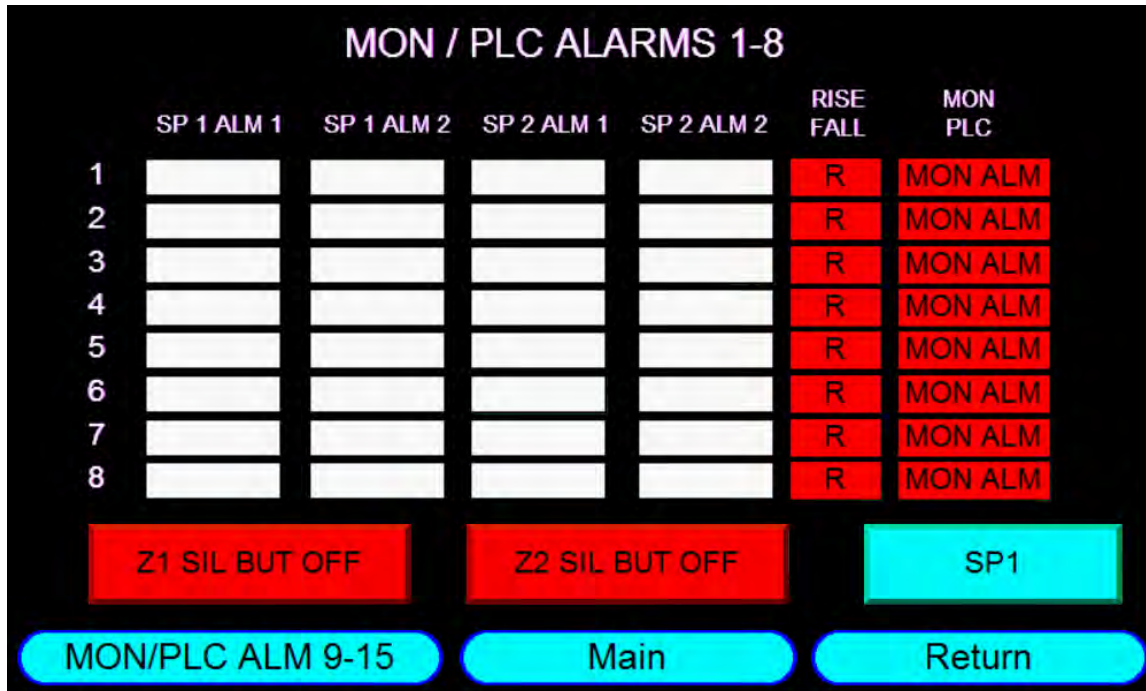 MON / PLC ALARMS 1-8
RISE MON
SP 1 ALM 1 SP 1 ALM 2 SP 2 ALM 1 SP 2 ALM 2 FALL PLC
1 R MON ALM
2 R MON ALM
3 R MON ALM
4 R MON ALM
5 R MON ALM
6 R MON ALM
7 R MON ALM
8 R MON ALM
Z1 SIL BUT OFF Z2 SIL BUT OFF SP1
MON/PLC ALM 9-15 Main Return